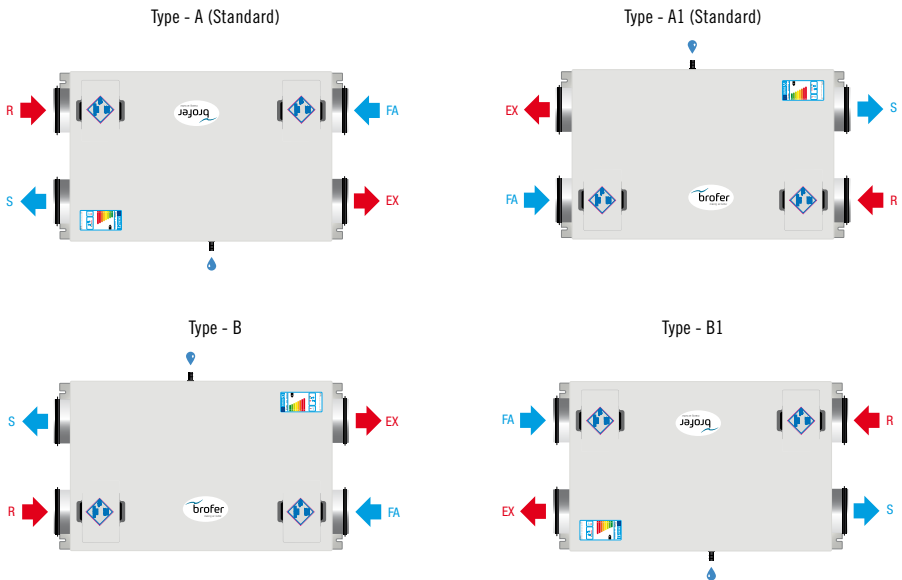 Type - A (Standard)
Type - A1 (Standard)
R
FA
brofer
S
EX
EX
S
FA
brofer
R
Type - B
Type - B1
S
EX
R
brofer
FA
FA
brofer
R
EX
S